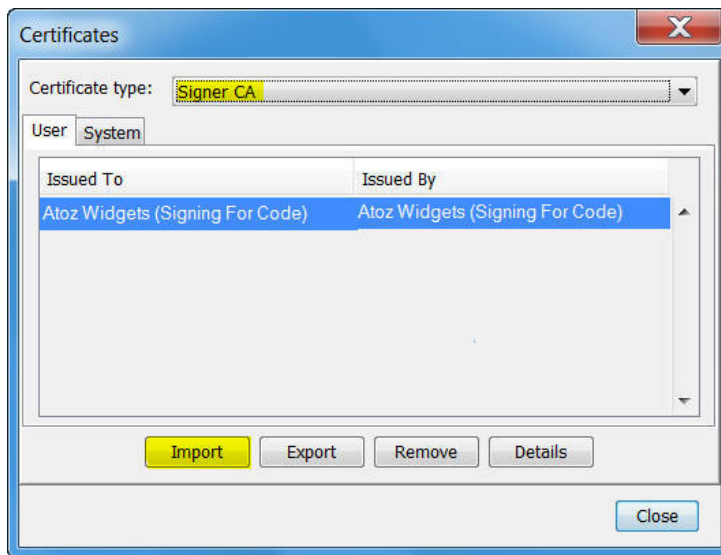 Certificates
Certificate type: Signer CA
User System
Issued To Issued By
Atoz Widgets (Signing For Code) Atoz Widgets (Signing For Code)
Import Export Remove Details
Close